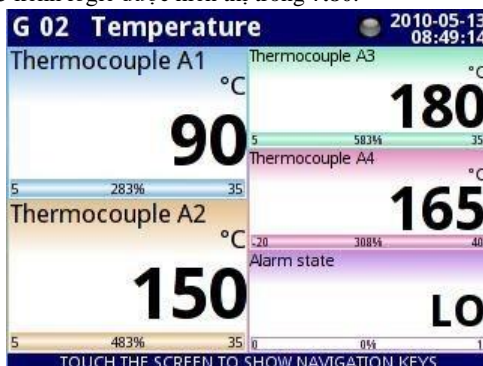 G 02 Temperature
2010-05-13
08:49:14
Thermocouple A1
°C
90
5 283% 35
Thermocouple A2
°C
150
5 483% 35
Thermocouple A3
°C
180
5 583% 35
Thermocouple A4
°C
165
-20 308% 40
Alarm state
LO
0 0% 1
TOUCH THE SCREEN TO SHOW NAVIGATION KEYS